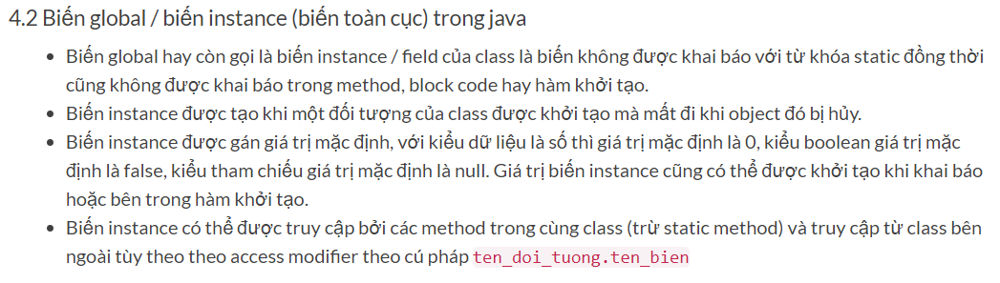 4.2 Biến global / biến instance (biến toàn cục) trong java
• Biến global hay còn gọi là biến instance / field của class là biến không được khai báo với từ khóa static đồng thời
cũng không được khai báo trong method, block code hay hàm khởi tạo.
• Biến instance được tạo khi một đối tượng của class được khởi tạo mà mất đi khi object đó bị hủy.
• Biến instance được gán giá trị mặc định, với kiểu dữ liệu là số thì giá trị mặc định là 0, kiểu boolean giá trị mặc
định là false, kiểu tham chiếu giá trị mặc định là null. Giá trị biến instance cũng có thể được khởi tạo khi khai báo
hoặc bên trong hàm khởi tạo.
• Biến instance có thể được truy cập bởi các method trong cùng class (trừ static method) và truy cập từ class bên
ngoài tùy theo theo access modifier theo cú pháp ten_doi_tuong.ten_bien